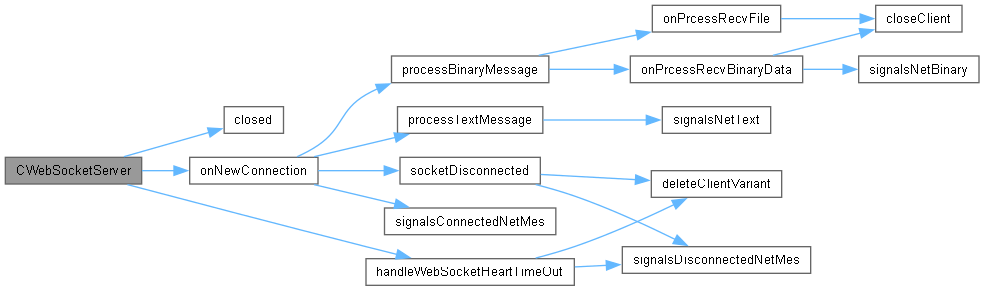 onPrcessRecvFile
closeClient
processBinaryMessage
onPrcessRecvBinaryData
signalsNetBinary
closed
processTextMessage
signalsNetText
CWebSocketServer
onNewConnection
socketDisconnected
deleteClientVariant
signalsConnectedNetMes
handleWebSocketHeartTimeOut
signalsDisconnectedNetMes